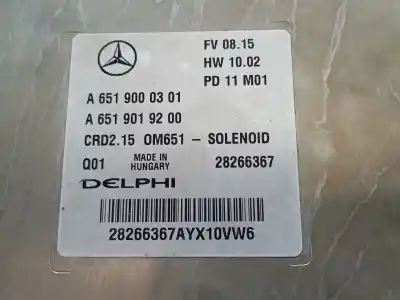 FV 08.15
HW 10.02
PD 11 M01
A 651 900 03 01
A 651 901 92 00
CRD2.15 OM651 - SOLENOID
Q01 MADE IN HUNGARY 28266367
DELPHI
28266367AYX10VW6